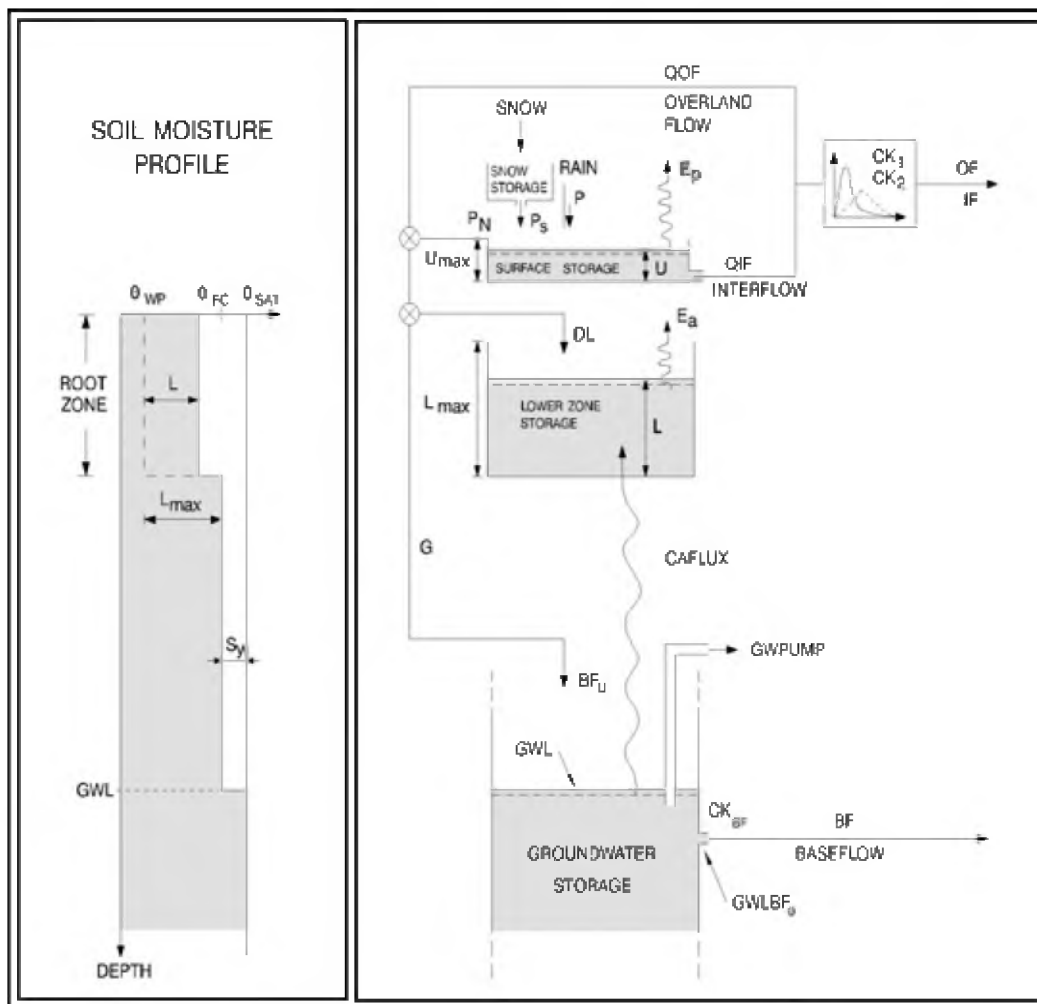 SOIL MOISTURE
PROFILE
θ WP θ FC θ SAT
ROOT
ZONE
L
L max
S y
GWL
DEPTH
QOF
OVERLAND
FLOW
SNOW
SNOW
STORAGE
RAIN
P
P N
P s
E p
CK 1
CK 2
OF
IF
U max
SURFACE STORAGE
U
QIF
INTERFLOW
DL
E a
L max
LOWER ZONE
STORAGE
L
G
CAFLUX
GWPUMP
BF u
GWL
CK BF
BF
BASEFLOW
GROUNDWATER
STORAGE
GWLBF 0